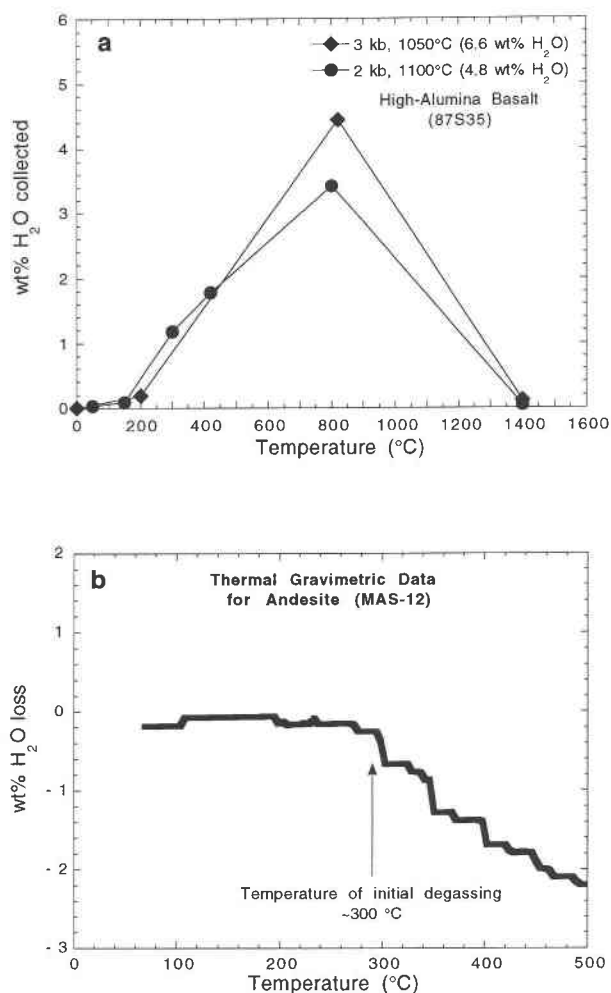 a
3 kb, 1050°C (6.6 wt% H2O)
2 kb, 1100°C (4.8 wt% H2O)
High-Alumina Basalt
(87S35)
6
5
4
3
2
1
0
wt% H2O collected
0 200 400 600 800 1000 1200 1400 1600
Temperature (°C)
b
Thermal Gravimetric Data
for Andesite (MAS-12)
2
1
0
- 1
- 2
- 3
wt% H2O loss
Temperature of initial degassing
~300 °C
0 100 200 300 400 500
Temperature (°C)